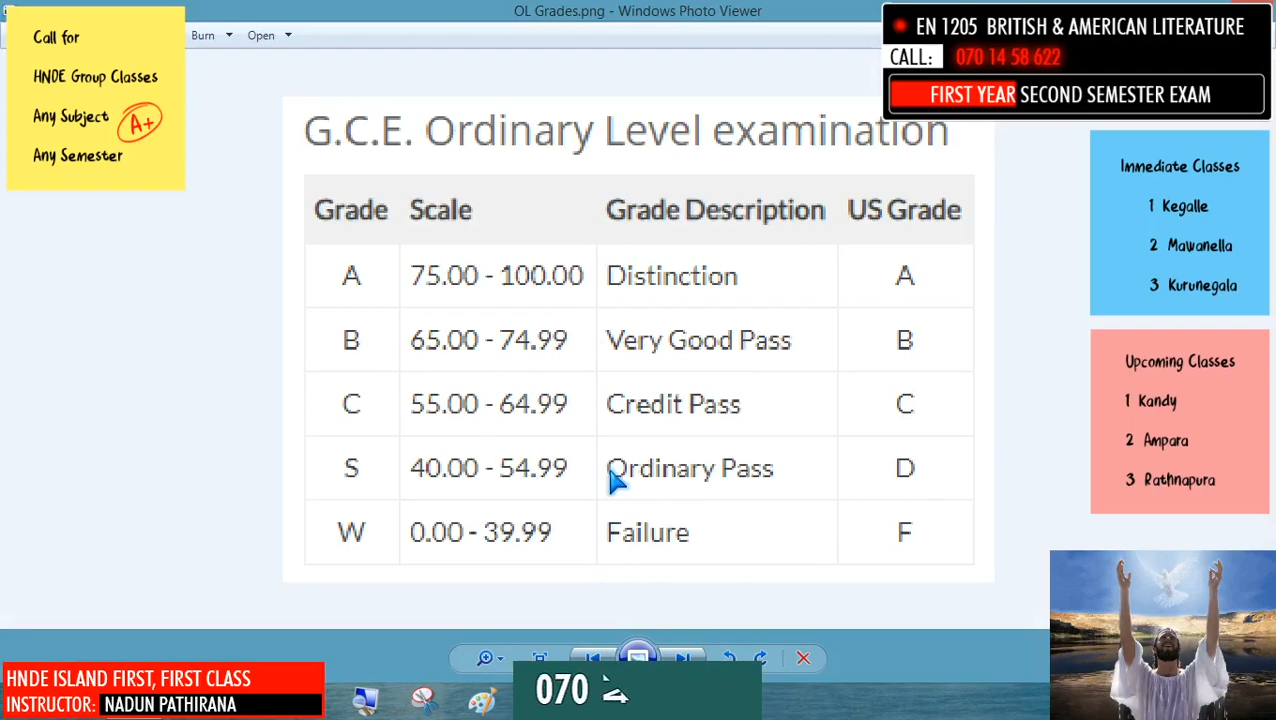 OL Grades.png - Windows Photo Viewer
Burn Open
Call for
HNDE Group Classes
Any Subject A+
Any Semester
EN 1205 BRITISH & AMERICAN LITERATURE
CALL: 070 14 58 622
FIRST YEAR SECOND SEMESTER EXAM
G.C.E. Ordinary Level examination
Grade Scale Grade Description US Grade
A 75.00 - 100.00 Distinction A
B 65.00 - 74.99 Very Good Pass B
C 55.00 - 64.99 Credit Pass C
S 40.00 - 54.99 Ordinary Pass D
W 0.00 - 39.99 Failure F
Immediate Classes
1 Kegalle
2 Mawanella
3 Kurunegala
Upcoming Classes
1 Kandy
2 Ampara
3 Rathnapura
HNDE ISLAND FIRST, FIRST CLASS
INSTRUCTOR: NADUN PATHIRANA
070